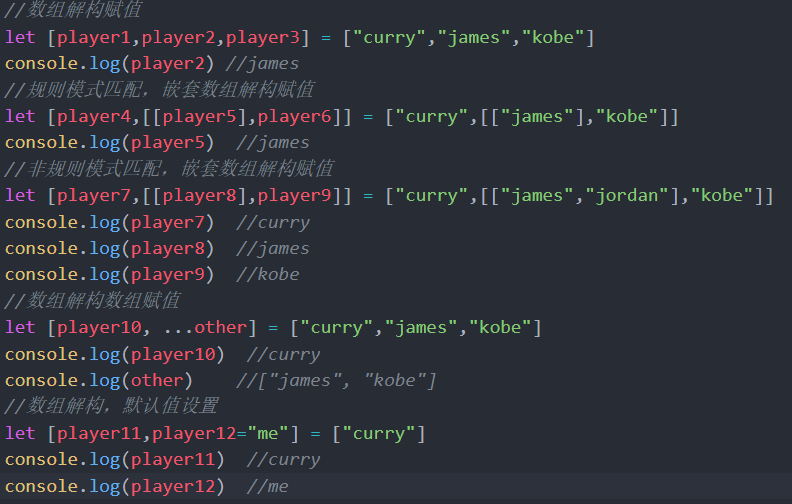 //数组解构赋值
let [player1,player2,player3] = ["curry","james","kobe"]
console.log(player2) //james
//规则模式匹配，嵌套数组解构赋值
let [player4,[[player5],player6]] = ["curry",[["james"],"kobe"]]
console.log(player5)  //james
//非规则模式匹配，嵌套数组解构赋值
let [player7,[[player8],player9]] = ["curry",[["james","jordan"],"kobe"]]
console.log(player7)  //curry
console.log(player8)  //james
console.log(player9)  //kobe
//数组解构数组赋值
let [player10, ...other] = ["curry","james","kobe"]
console.log(player10)  //curry
console.log(other)    //["james", "kobe"]
//数组解构，默认值设置
let [player11,player12="me"] = ["curry"]
console.log(player11)  //curry
console.log(player12)  //me